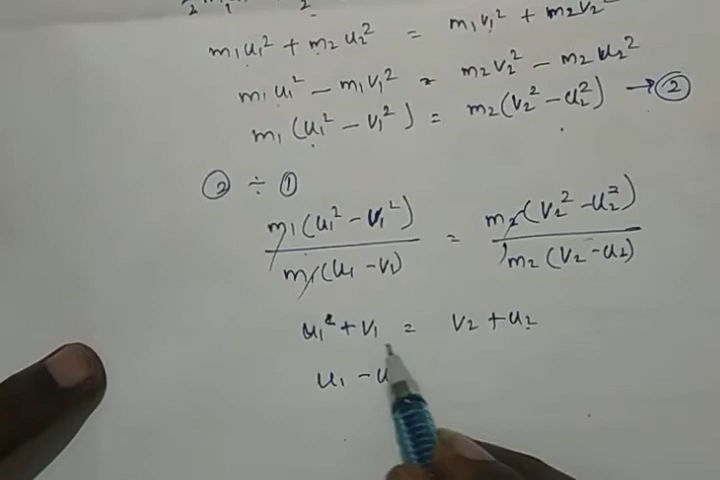 m₁u₁² + m₂u₂² = m₁v₁² + m₂v₂²
m₁u₁² - m₁v₁² = m₂v₂² - m₂u₂²
m₁(u₁² - v₁²) = m₂(v₂² - u₂²) → ②
② ÷ ①
m₁(u₁² - v₁²) / m₁(u₁ - v₁) = m₂(v₂² - u₂²) / m₂(v₂ - u₂)
u₁² + v₁ = v₂ + u₂
u₁ - u